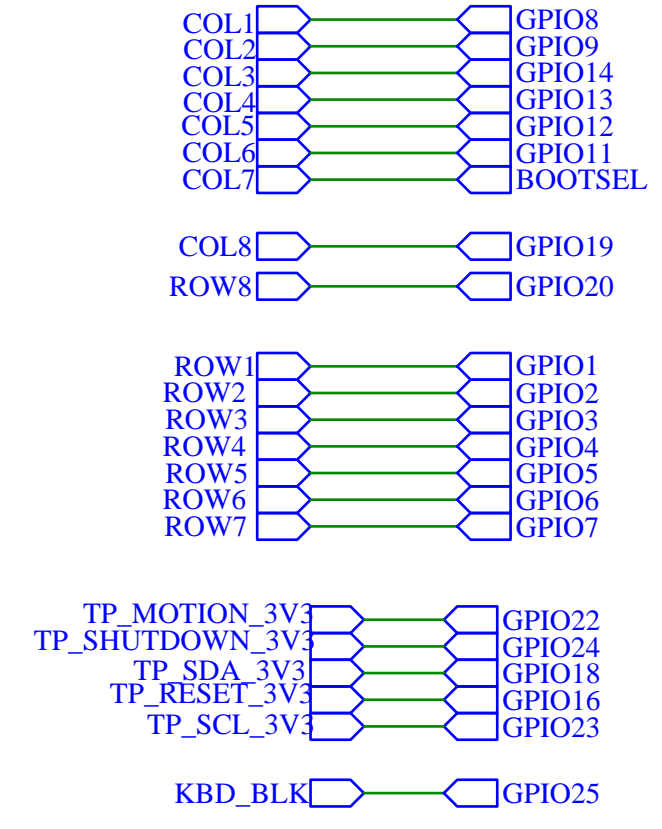 COL1 GPIO8
COL2 GPIO9
COL3 GPIO14
COL4 GPIO13
COL5 GPIO12
COL6 GPIO11
COL7 BOOTSEL
COL8 GPIO19
ROW8 GPIO20
ROW1 GPIO1
ROW2 GPIO2
ROW3 GPIO3
ROW4 GPIO4
ROW5 GPIO5
ROW6 GPIO6
ROW7 GPIO7
TP_MOTION_3V3 GPIO22
TP_SHUTDOWN_3V3 GPIO24
TP_SDA_3V3 GPIO18
TP_RESET_3V3 GPIO16
TP_SCL_3V3 GPIO23
KBD_BLK GPIO25